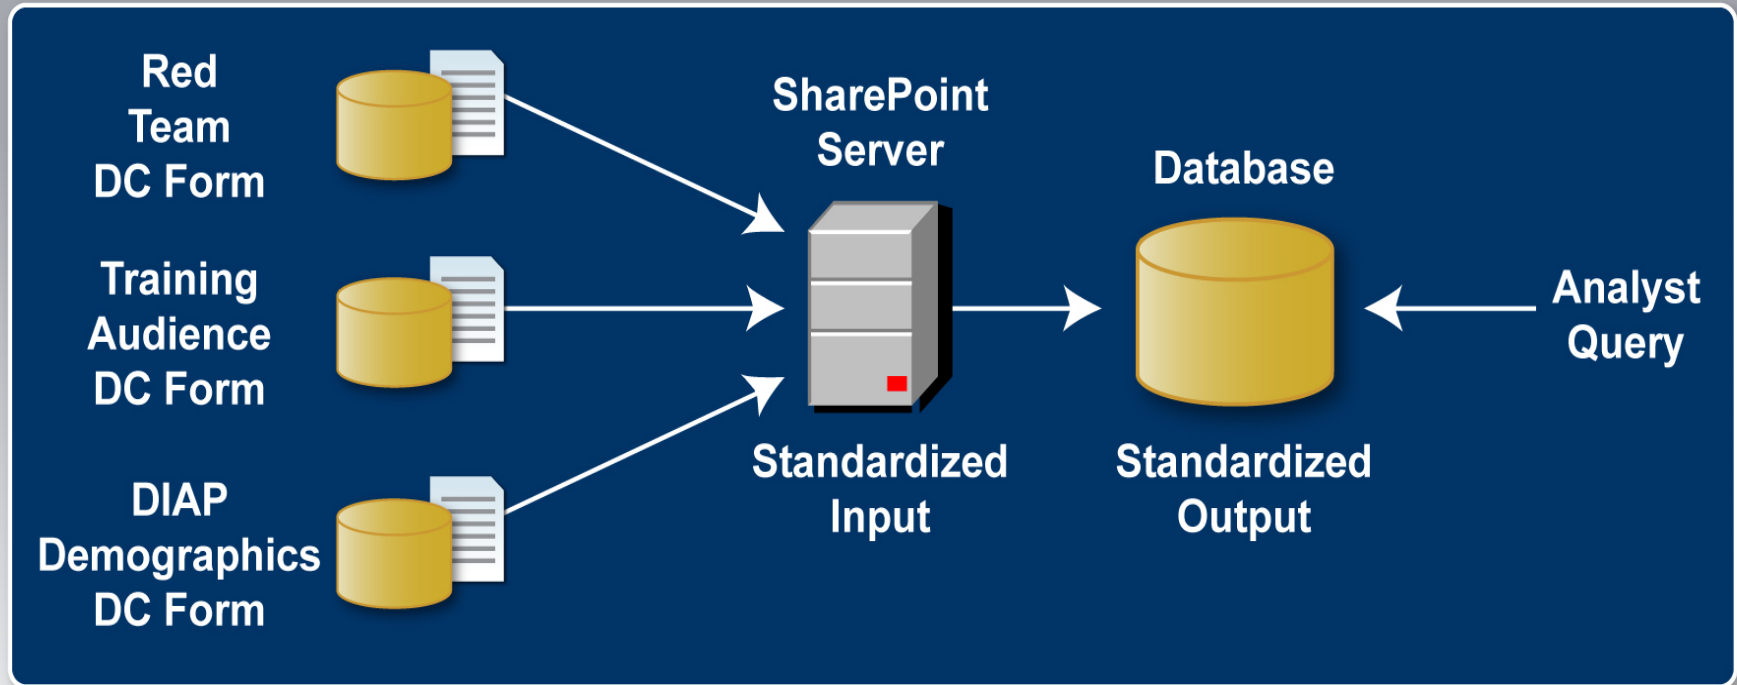 Red
Team
DC Form
Training
Audience
DC Form
DIAP
Demographics
DC Form
SharePoint
Server
Standardized
Input
Database
Standardized
Output
Analyst
Query